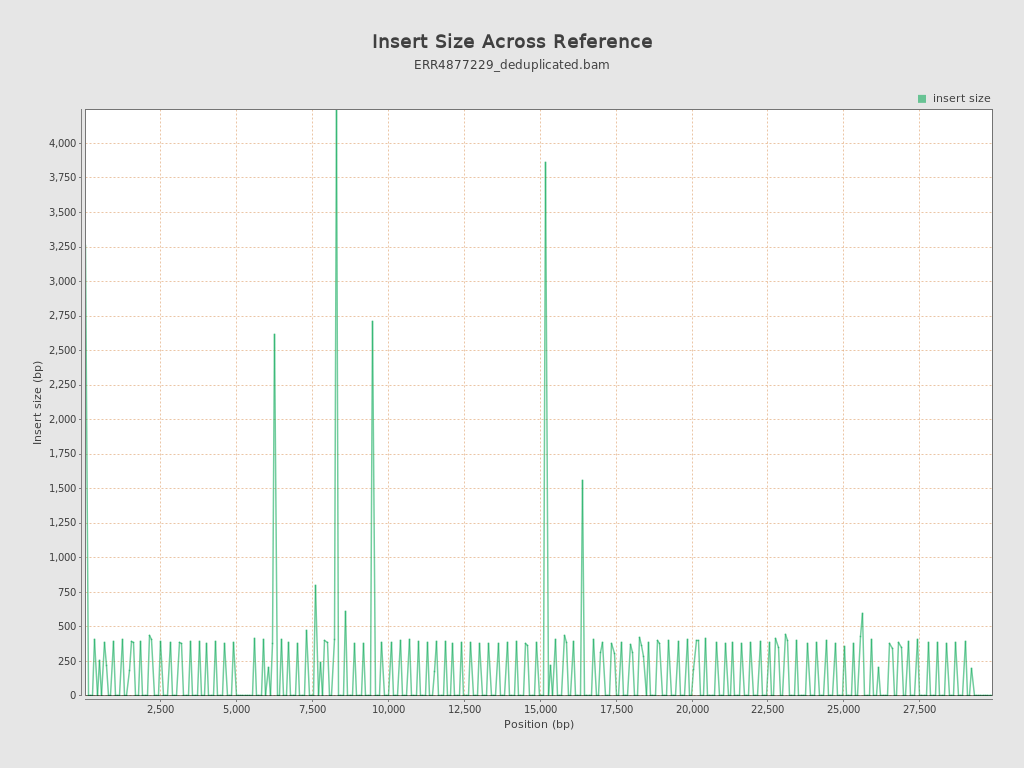 Insert Size Across Reference
ERR4877229_deduplicated.bam
insert size
4,000
3,750
3,500
3,250
3,000
2,750
2,500
2,250
2,000
1,750
1,500
1,250
1,000
750
500
250
0
Insert size (bp)
2,500 5,000 7,500 10,000 12,500 15,000 17,500 20,000 22,500 25,000 27,500
Position (bp)